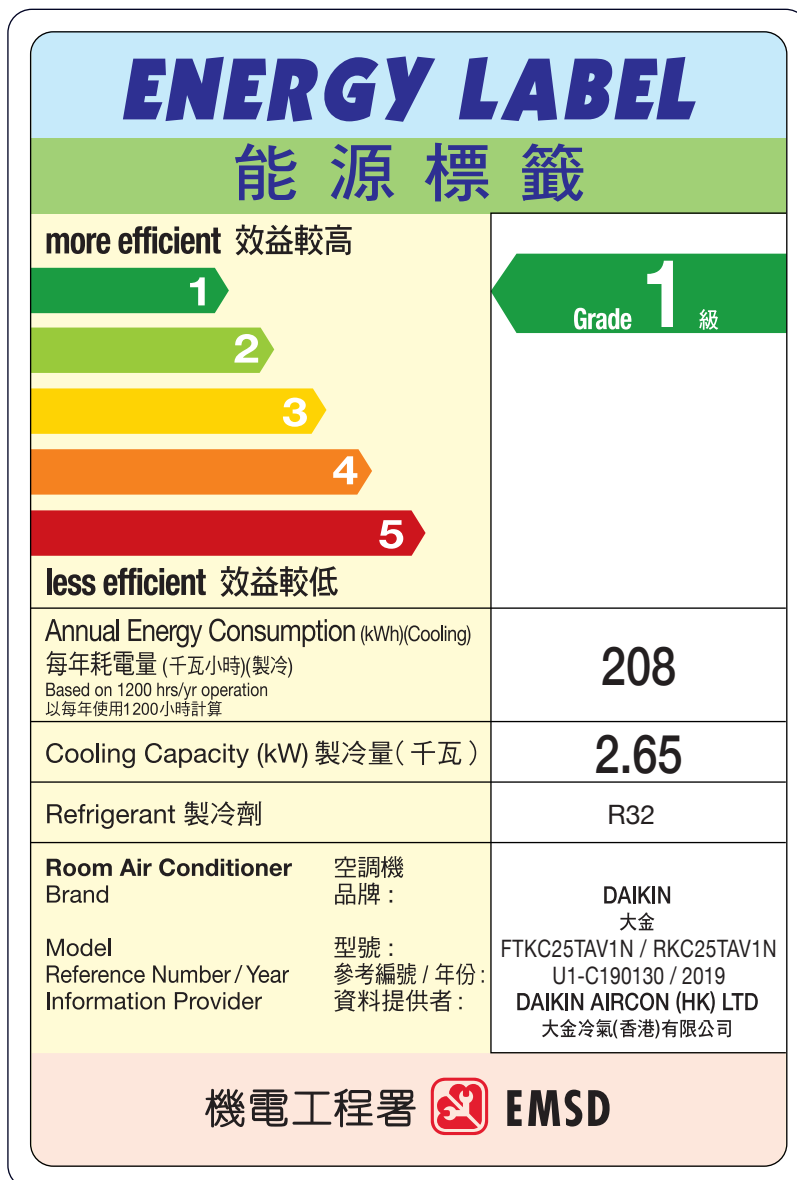 ENERGY LABEL
能源標籤
more efficient 效益較高
1
2
3
4
5
less efficient 效益較低
Grade 1 級
Annual Energy Consumption (kWh)(Cooling)
每年耗電量 (千瓦小時)(製冷)
Based on 1200 hrs/yr operation
以每年使用1200小時計算
208
Cooling Capacity (kW) 製冷量(千瓦) 2.65
Refrigerant 製冷劑 R32
Room Air Conditioner 空調機
Brand 品牌 : DAIKIN
大金
Model 型號 : FTKC25TAV1N / RKC25TAV1N
Reference Number / Year 參考編號 / 年份 : U1-C190130 / 2019
Information Provider 資料提供者 : DAIKIN AIRCON (HK) LTD
大金冷氣(香港)有限公司
機電工程署 EMSD